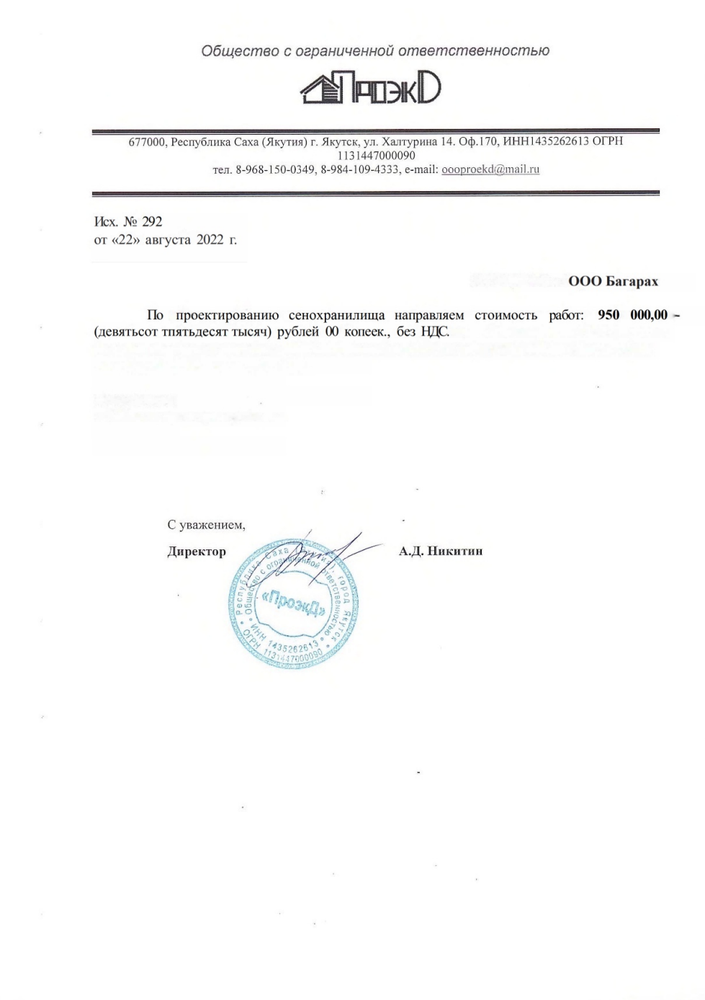 Общество с ограниченной ответственностью
ПроэкD
677000, Республика Саха (Якутия) г. Якутск, ул. Халтурина 14. Оф.170, ИНН1435262613 ОГРН
1131447000090
тел. 8-968-150-0349, 8-984-109-4333, e-mail: oooproekd@mail.ru
Исх. № 292
от «22» августа 2022 г.
ООО Багарах
По проектированию сенохранилища направляем стоимость работ: 950 000,00 –
(девятьсот тпятьдесят тысяч) рублей 00 копеек., без НДС.
С уважением,
Директор А.Д. Никитин
Республика Саха (Якутия), город Якутск
Общество с ограниченной ответственностью
«ПроэкД»
ИНН 1435262613
ОГРН 1131447000090